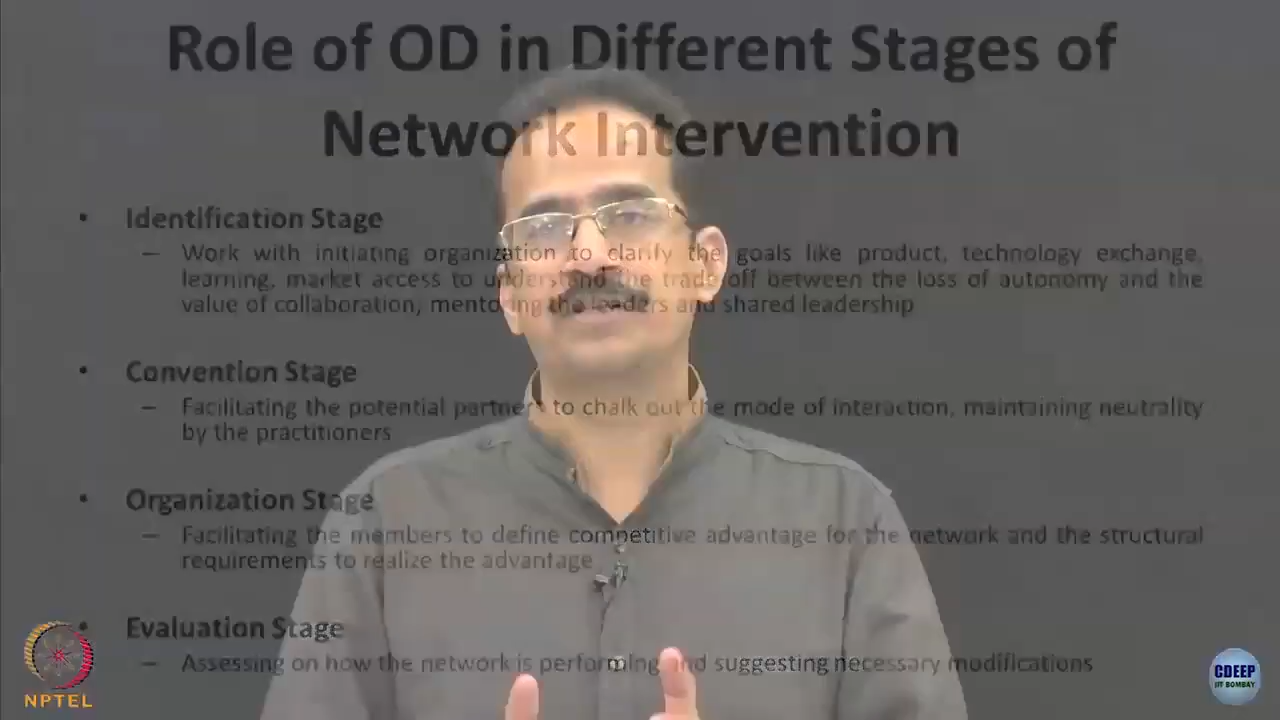 Role of OD in Different Stages of
Network Intervention
• Identification Stage
– Work with initiating organization to clarify the goals like product, technology exchange,
learning, market access to understand the trade off between the loss of autonomy and the
value of collaboration, mentoring the leaders and shared leadership
• Convention Stage
– Facilitating the potential partners to chalk out the mode of interaction, maintaining neutrality
by the practitioners
• Organization Stage
– Facilitating the members to define competitive advantage for the network and the structural
requirements to realize the advantage
• Evaluation Stage
– Assessing on how the network is performing and suggesting necessary modifications
NPTEL
CDEEP
IIT BOMBAY